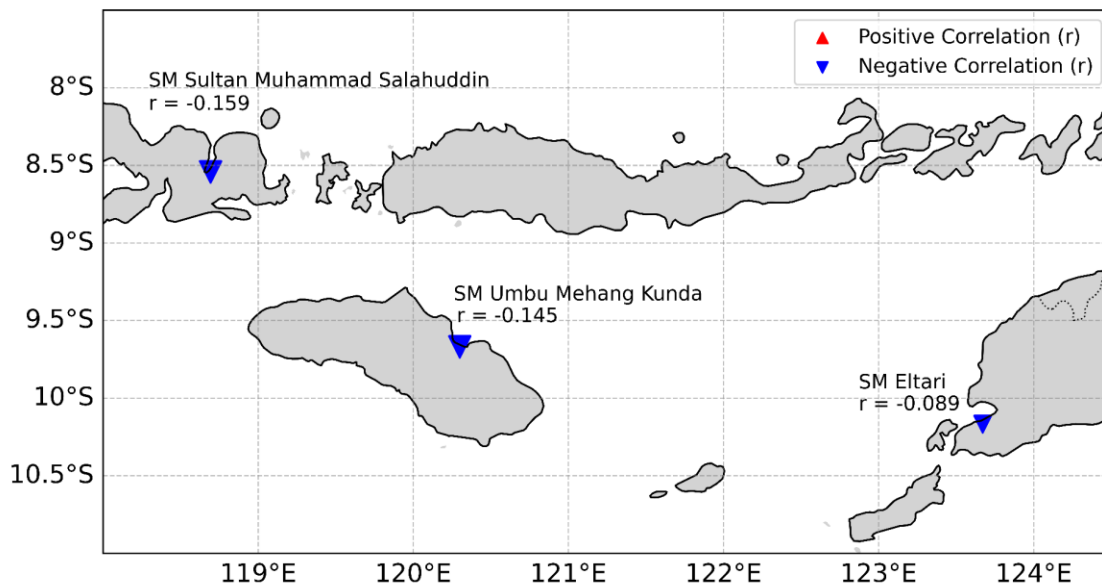 Positive Correlation (r)
Negative Correlation (r)
8°S
SM Sultan Muhammad Salahuddin
r = -0.159
8.5°S
9°S
SM Umbu Mehang Kunda
r = -0.145
9.5°S
SM Eltari
r = -0.089
10°S
10.5°S
119°E 120°E 121°E 122°E 123°E 124°E